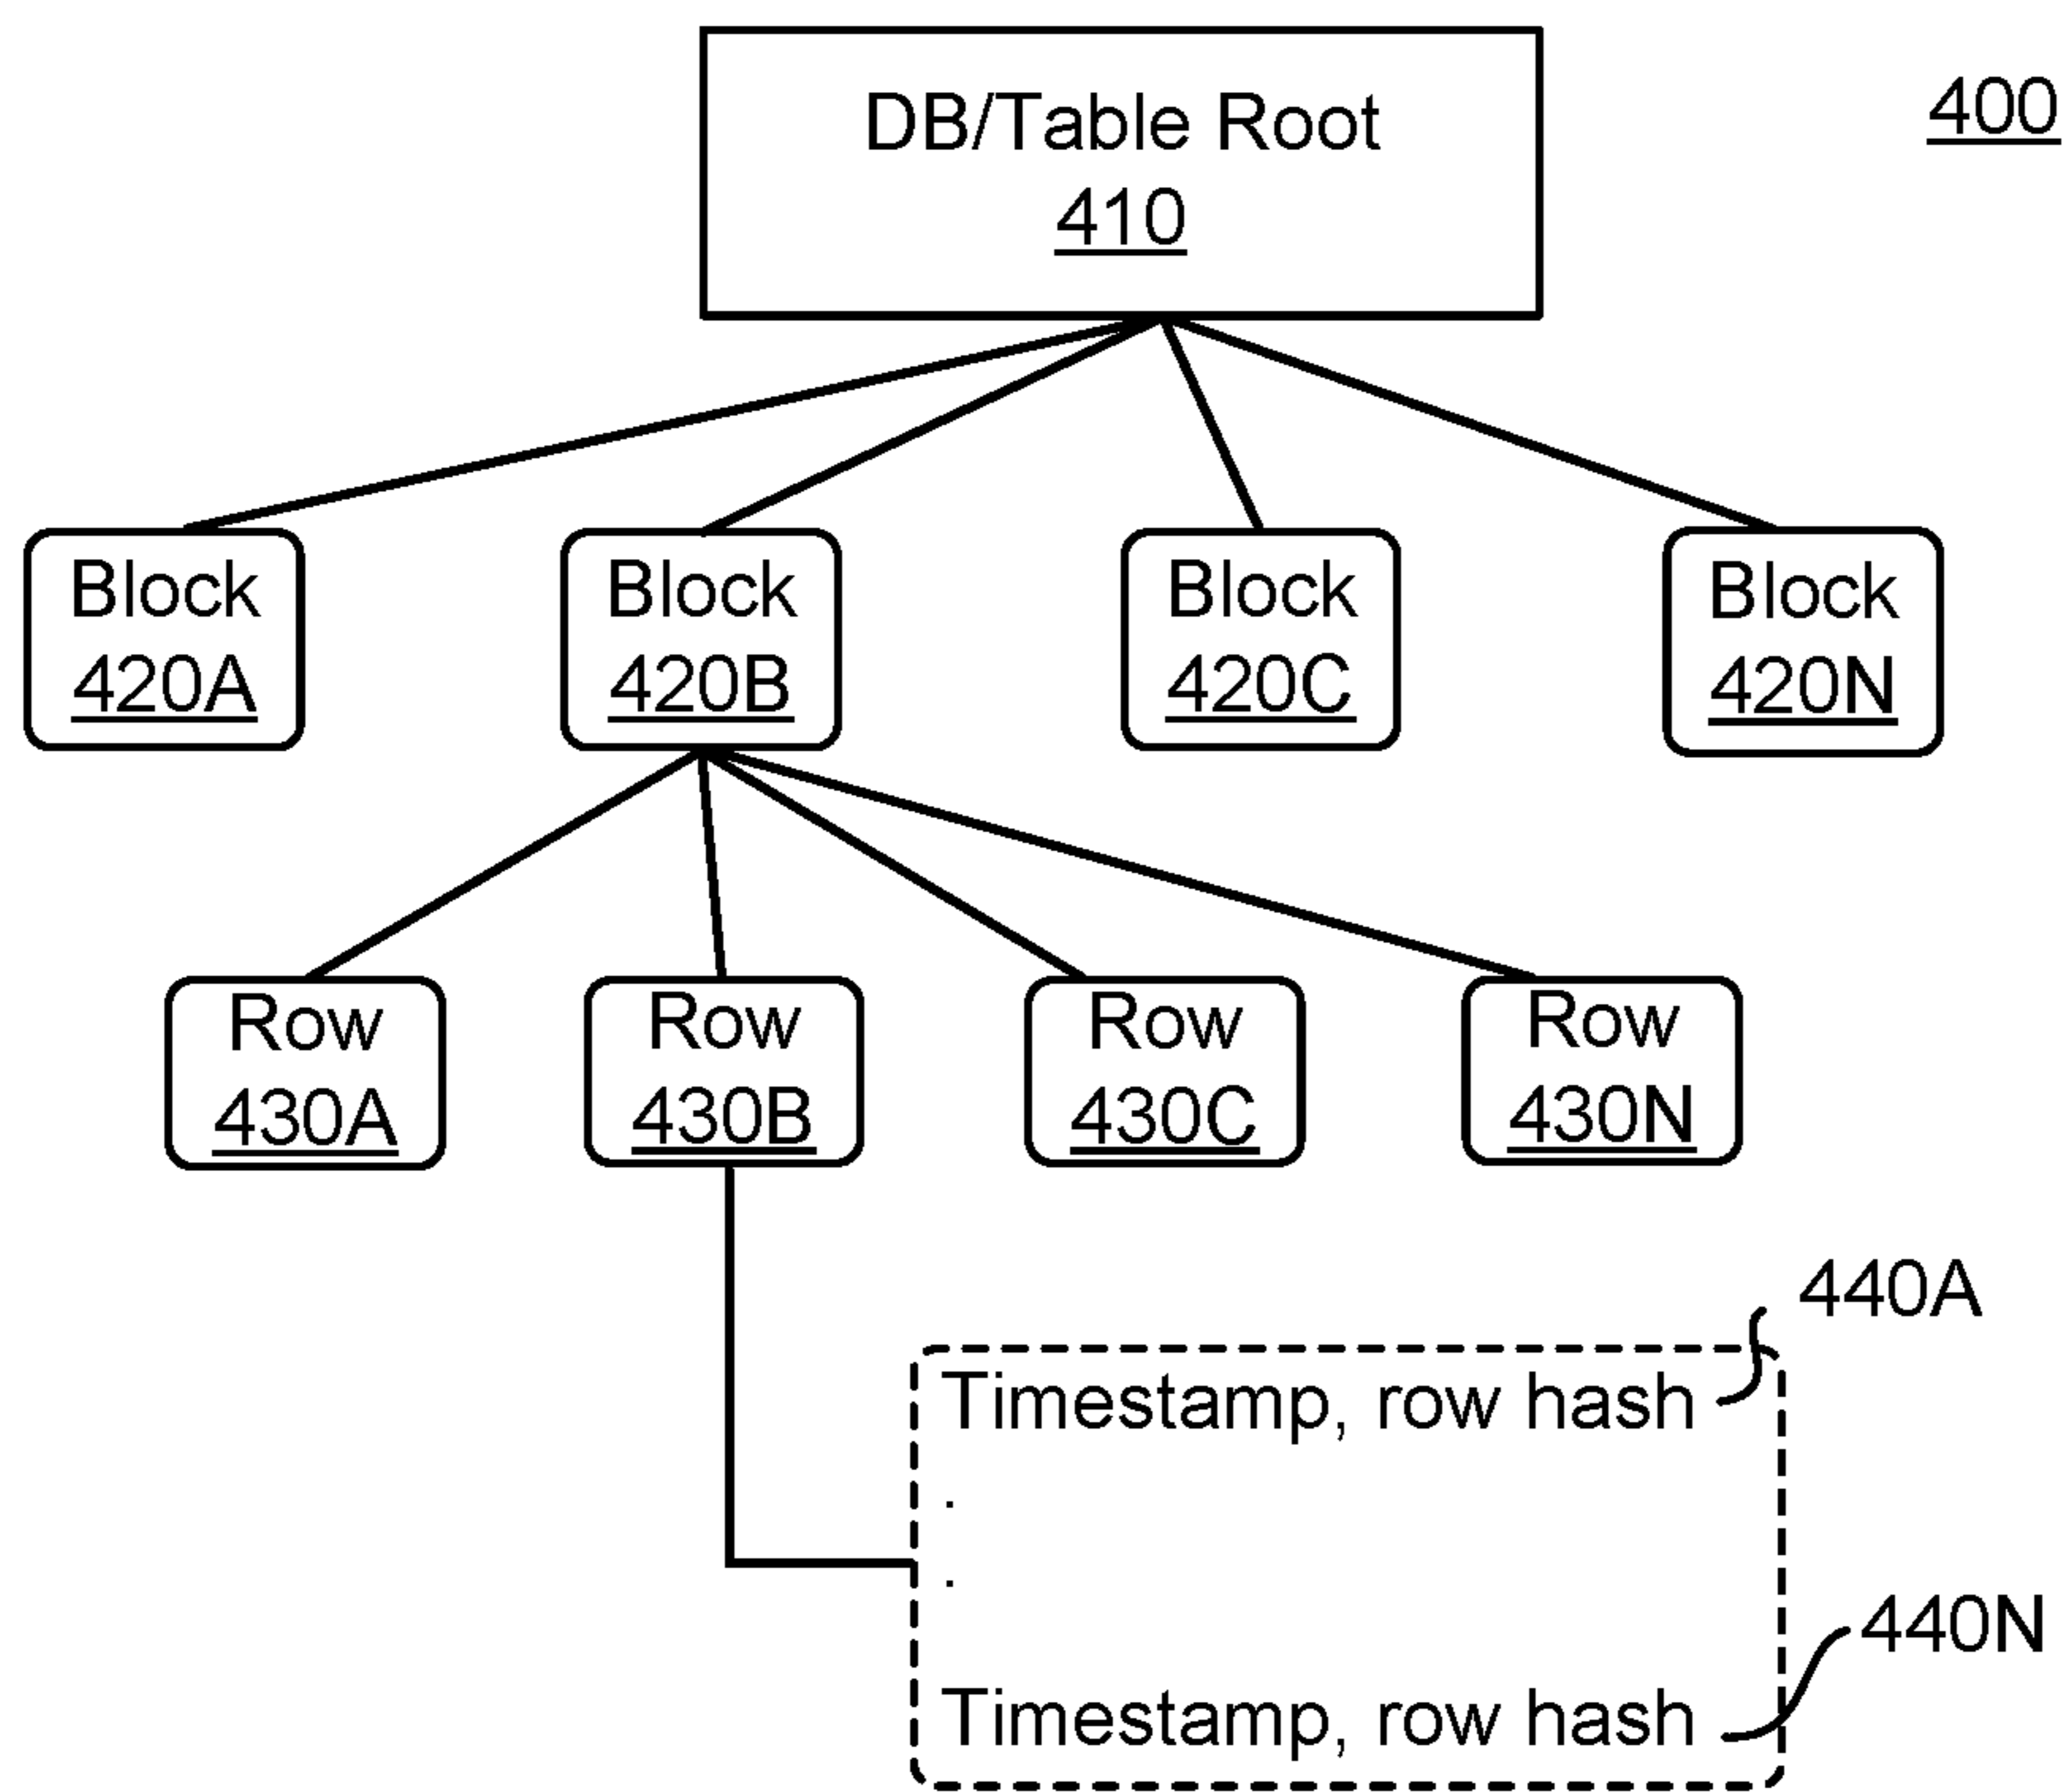 DB/Table Root
410
400
Block
420A
Block
420B
Block
420C
Block
420N
Row
430A
Row
430B
Row
430C
Row
430N
440A
Timestamp, row hash
.
.
440N
Timestamp, row hash